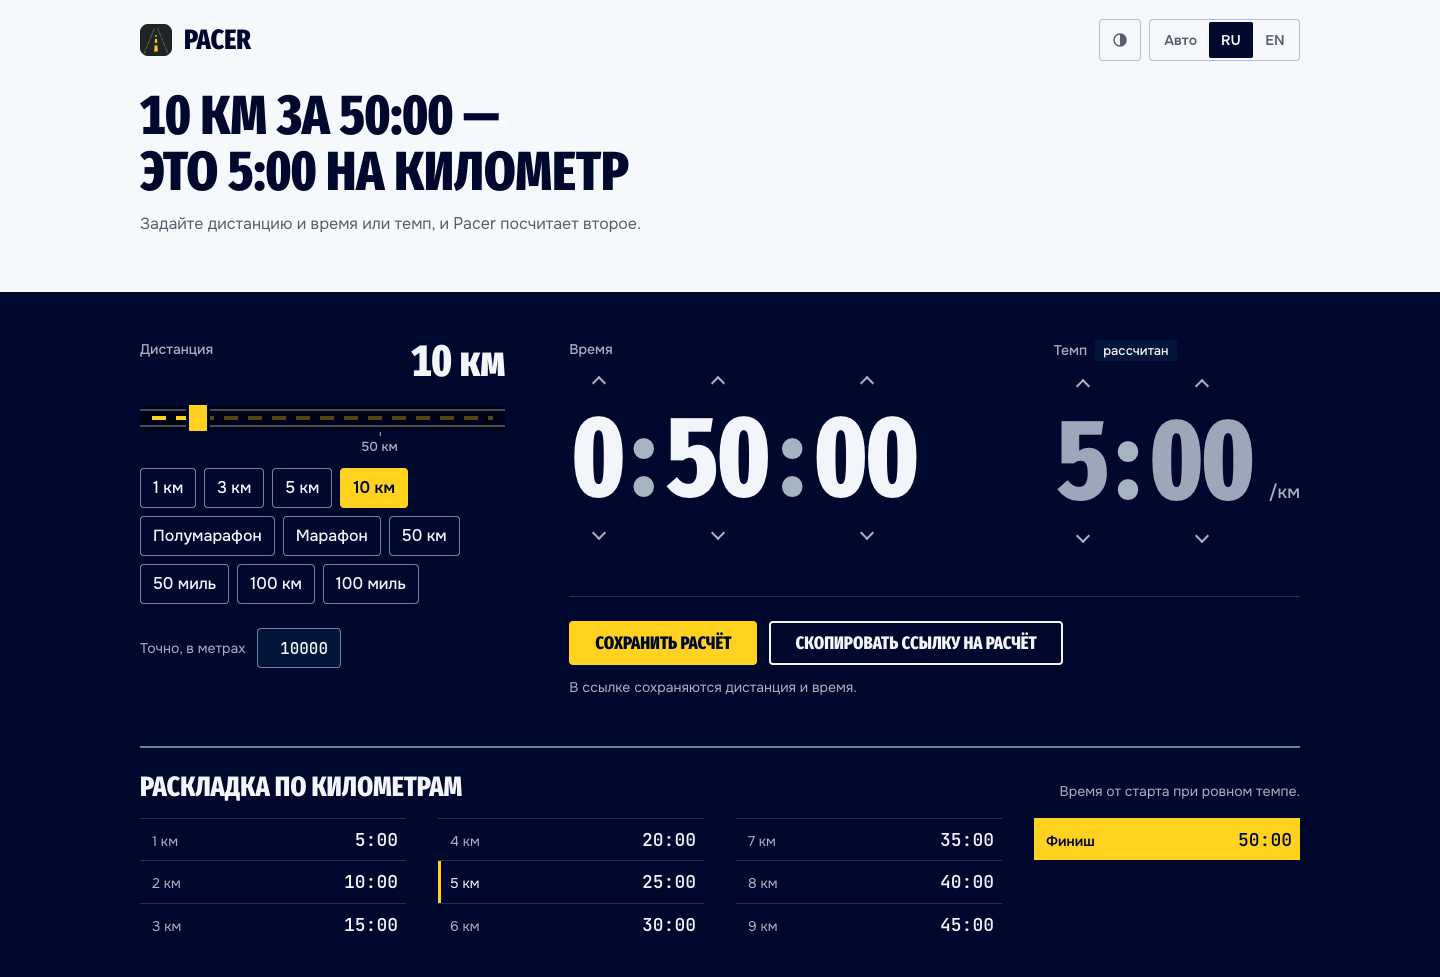 PACER
Авто RU EN
10 КМ ЗА 50:00 —
ЭТО 5:00 НА КИЛОМЕТР
Задайте дистанцию и время или темп, и Pacer посчитает второе.
Дистанция
10 км
50 км
1 км 3 км 5 км 10 км
Полумарафон Марафон 50 км
50 миль 100 км 100 миль
Точно, в метрах 10000
Время
0:50:00
Темп рассчитан
5:00 /км
СОХРАНИТЬ РАСЧЁТ СКОПИРОВАТЬ ССЫЛКУ НА РАСЧЁТ
В ссылке сохраняются дистанция и время.
РАСКЛАДКА ПО КИЛОМЕТРАМ
Время от старта при ровном темпе.
1 км 5:00
2 км 10:00
3 км 15:00
4 км 20:00
5 км 25:00
6 км 30:00
7 км 35:00
8 км 40:00
9 км 45:00
Финиш 50:00